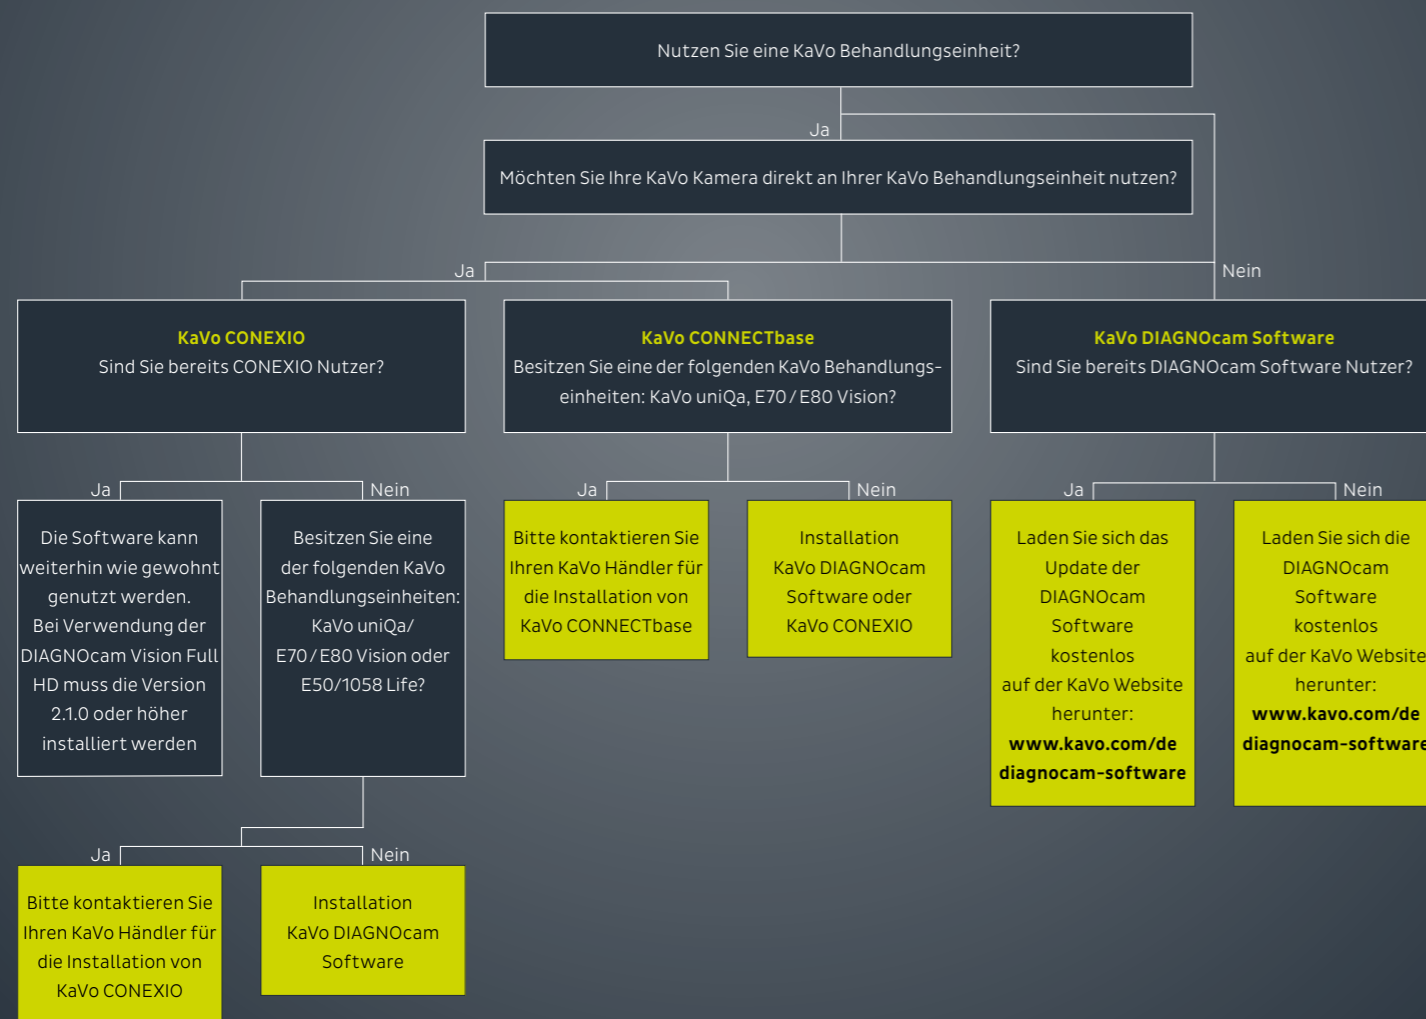 Nutzen Sie eine KaVo Behandlungseinheit?
Ja
Möchten Sie Ihre KaVo Kamera direkt an Ihrer KaVo Behandlungseinheit nutzen?
Ja
Nein
KaVo CONEXIO
Sind Sie bereits CONEXIO Nutzer?
KaVo CONNECTbase
Besitzen Sie eine der folgenden KaVo Behandlungs-
einheiten: KaVo uniQa, E70 / E80 Vision?
KaVo DIAGNOcam Software
Sind Sie bereits DIAGNOcam Software Nutzer?
Ja
Nein
Ja
Nein
Ja
Nein
Die Software kann
weiterhin wie gewohnt
genutzt werden.
Bei Verwendung der
DIAGNOcam Vision Full
HD muss die Version
2.1.0 oder höher
installiert werden
Besitzen Sie eine
der folgenden KaVo
Behandlungseinheiten:
KaVo uniQa/
E70 / E80 Vision oder
E50/1058 Life?
Bitte kontaktieren Sie
Ihren KaVo Händler für
die Installation von
KaVo CONNECTbase
Installation
KaVo DIAGNOcam
Software oder
KaVo CONEXIO
Laden Sie sich das
Update der
DIAGNOcam
Software
kostenlos
auf der KaVo Website
herunter:
www.kavo.com/de
diagnocam-software
Laden Sie sich die
DIAGNOcam
Software
kostenlos
auf der KaVo Website
herunter:
www.kavo.com/de
diagnocam-software
Ja
Nein
Bitte kontaktieren Sie
Ihren KaVo Händler für
die Installation von
KaVo CONEXIO
Installation
KaVo DIAGNOcam
Software